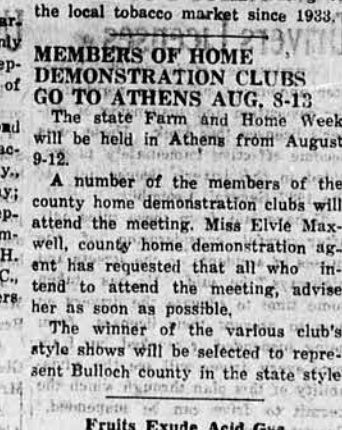 the local tobacco market since 1933.
MEMBERS OF HOME
DEMONSTRATION CLUBS
GO TO ATHENS AUG. 8-13
The state Farm and Home Week
will be held in Athens from August
9-12.
A number of the members of the
county home demonstration clubs will
attend the meeting. Miss Elvie Max-
well, county home demonstration ag-
ent has requested that all who in-
tend to attend the meeting, advise
her as soon as possible.
The winner of the various club's
style shows will be selected to repre-
sent Bulloch county in the state style
Fruits Exude Acid